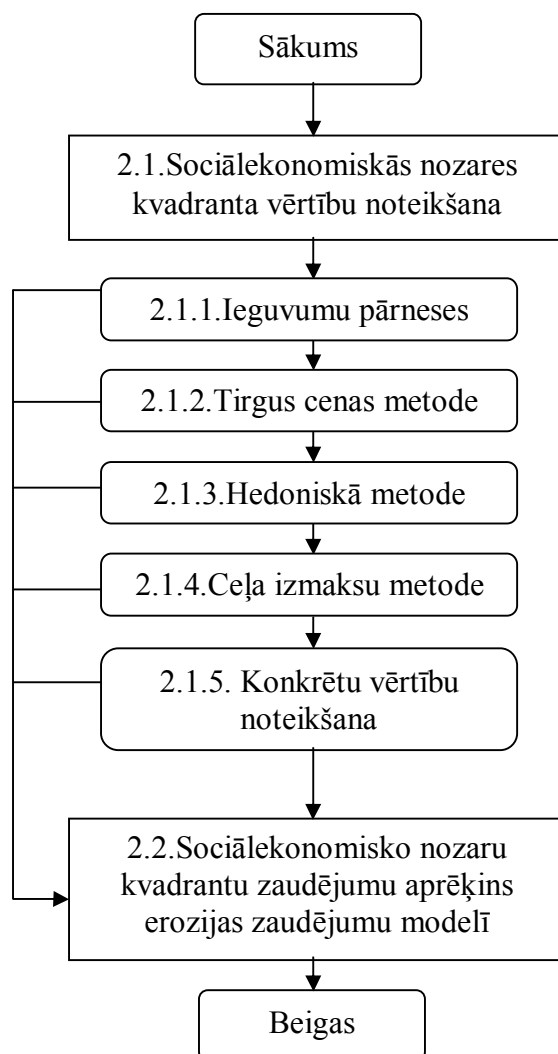 Sākums
2.1.Sociālekonomiskās nozares
kvadranta vērtību noteikšana
2.1.1.Ieguvumu pārneses
2.1.2.Tirgus cenas metode
2.1.3.Hedoniskā metode
2.1.4.Ceļa izmaksu metode
2.1.5. Konkrētu vērtību
noteikšana
2.2.Sociālekonomisko nozaru
kvadrantu zaudējumu aprēķins
erozijas zaudējumu modelī
Beigas